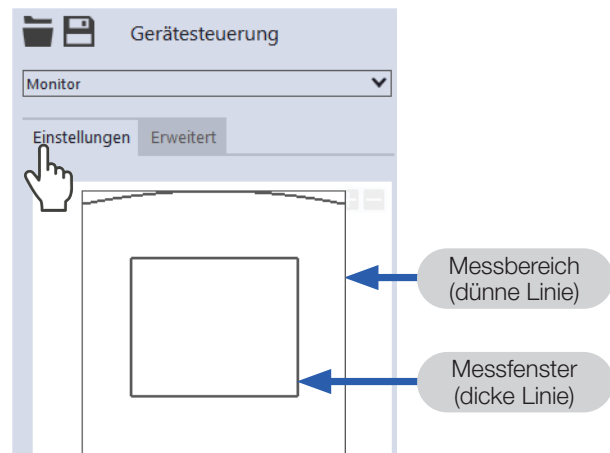 Gerätesteuerung
Monitor
Einstellungen Erweitert
Messbereich
(dünne Linie)
Messfenster
(dicke Linie)